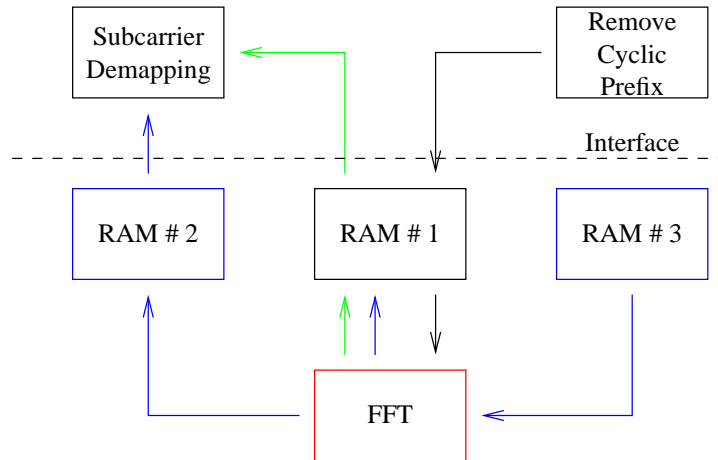 Subcarrier
Demapping
Remove
Cyclic
Prefix
Interface
RAM # 2
RAM # 1
RAM # 3
FFT